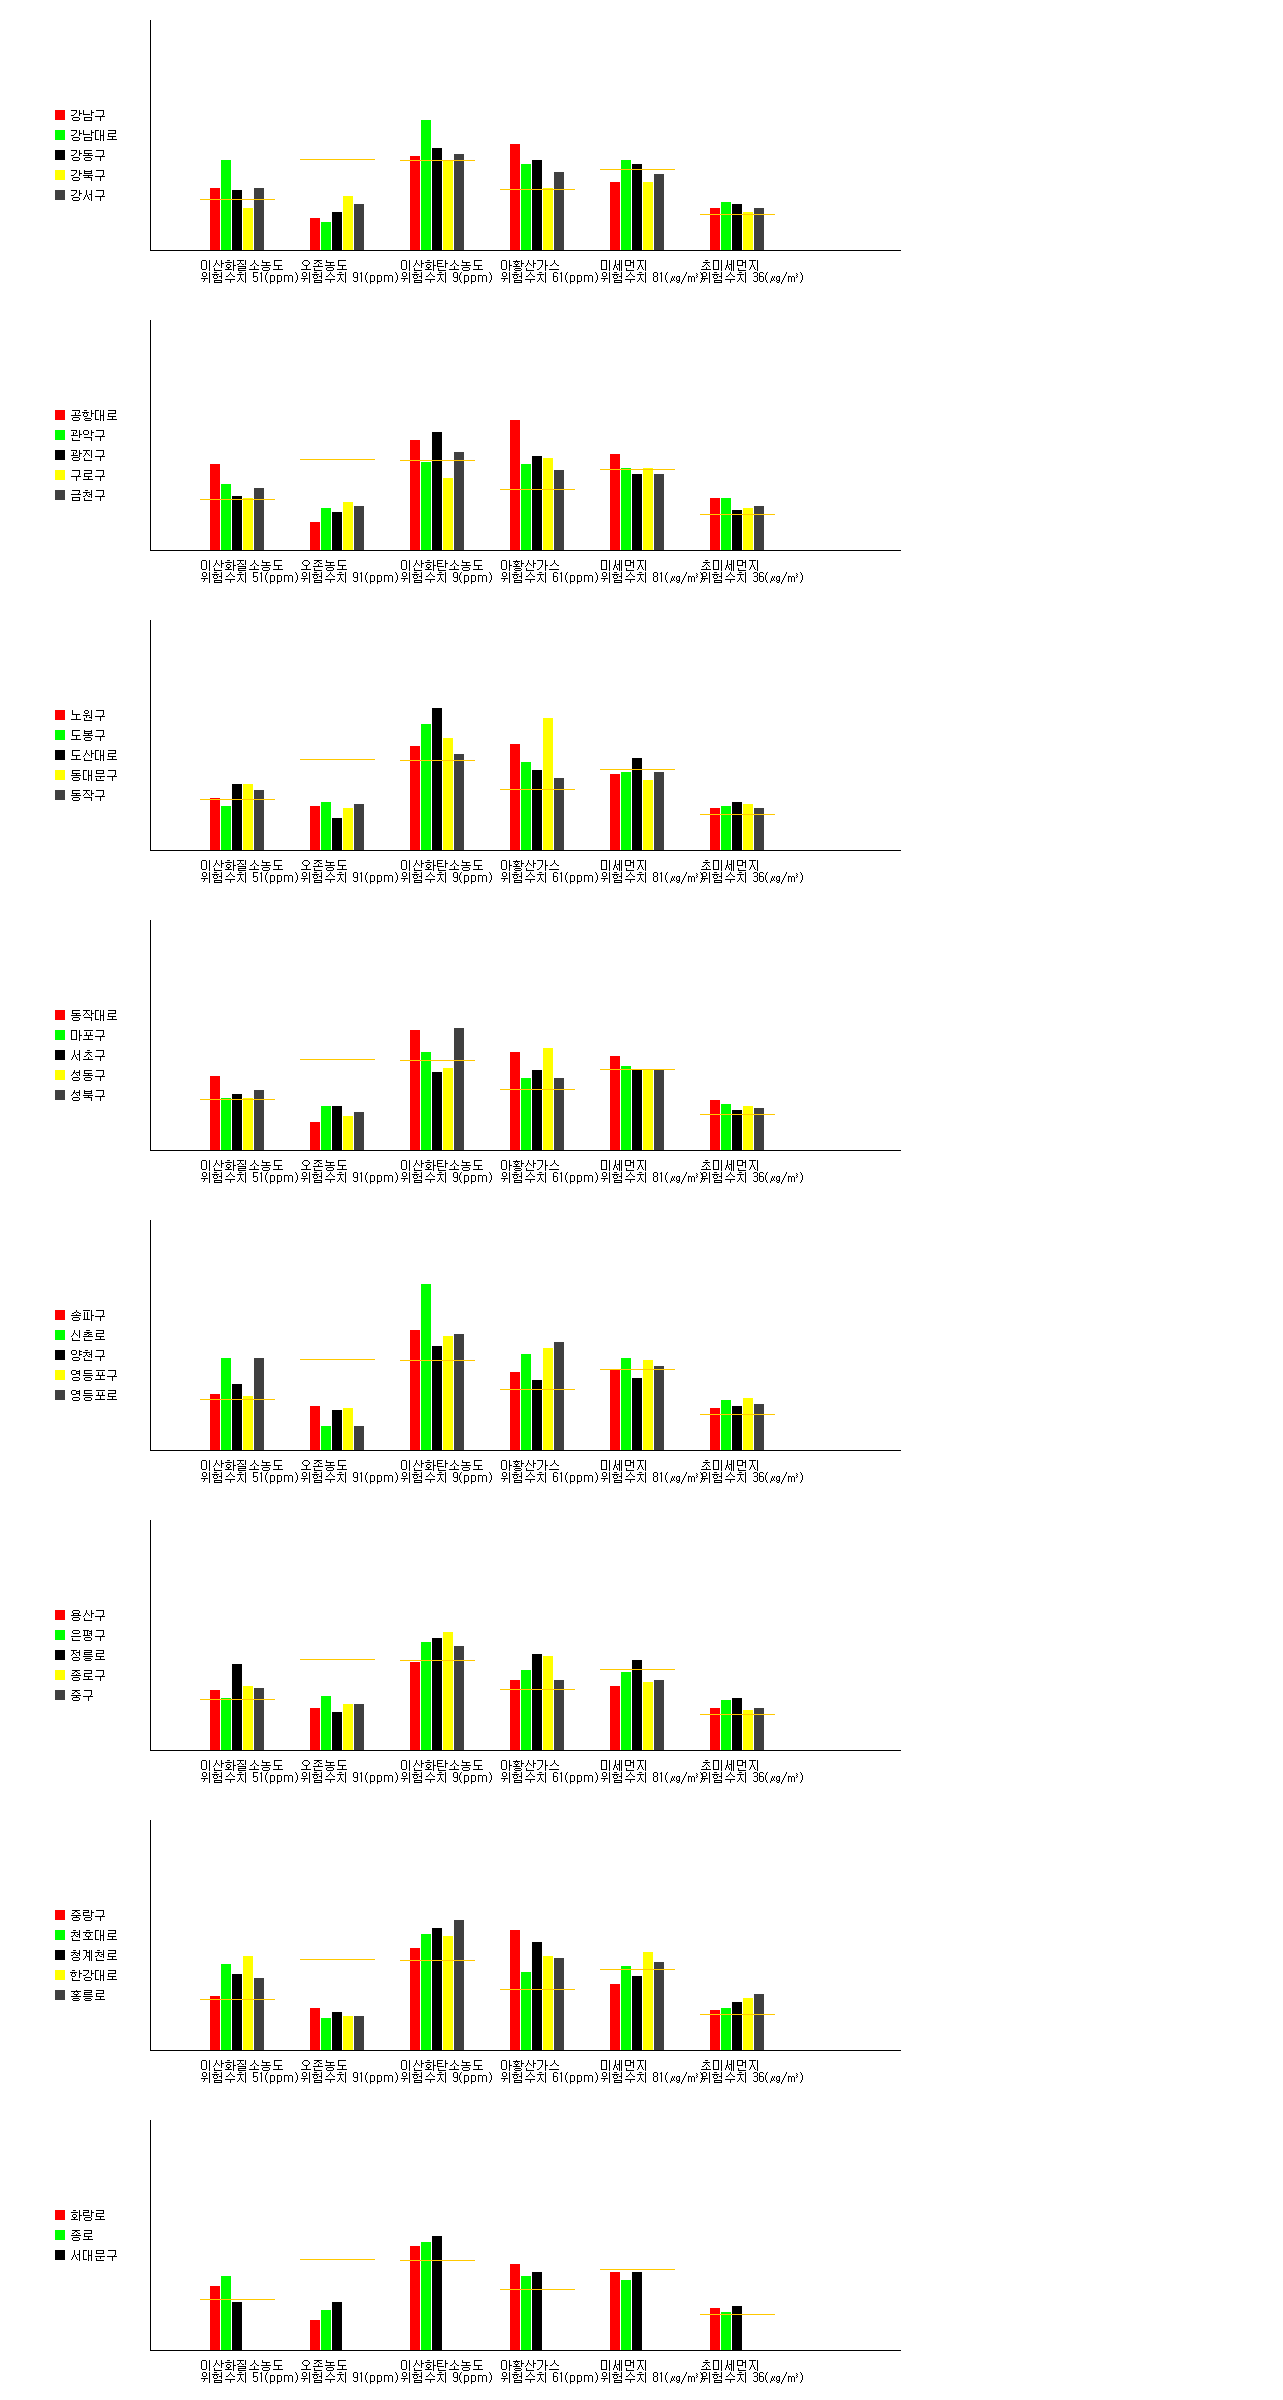 강남구
강남대로
강동구
강북구
강서구
이산화질소농도 오존농도 이산화탄소농도 아황산가스 미세먼지 초미세먼지
위험수치 51(ppm) 위험수치 91(ppm) 위험수치 9(ppm) 위험수치 61(ppm) 위험수치 81(㎍/㎥) 위험수치 36(㎍/㎥)
공항대로
관악구
광진구
구로구
금천구
이산화질소농도 오존농도 이산화탄소농도 아황산가스 미세먼지 초미세먼지
위험수치 51(ppm) 위험수치 91(ppm) 위험수치 9(ppm) 위험수치 61(ppm) 위험수치 81(㎍/㎥) 위험수치 36(㎍/㎥)
노원구
도봉구
도산대로
동대문구
동작구
이산화질소농도 오존농도 이산화탄소농도 아황산가스 미세먼지 초미세먼지
위험수치 51(ppm) 위험수치 91(ppm) 위험수치 9(ppm) 위험수치 61(ppm) 위험수치 81(㎍/㎥) 위험수치 36(㎍/㎥)
동작대로
마포구
서초구
성동구
성북구
이산화질소농도 오존농도 이산화탄소농도 아황산가스 미세먼지 초미세먼지
위험수치 51(ppm) 위험수치 91(ppm) 위험수치 9(ppm) 위험수치 61(ppm) 위험수치 81(㎍/㎥) 위험수치 36(㎍/㎥)
송파구
신촌로
양천구
영등포구
영등포로
이산화질소농도 오존농도 이산화탄소농도 아황산가스 미세먼지 초미세먼지
위험수치 51(ppm) 위험수치 91(ppm) 위험수치 9(ppm) 위험수치 61(ppm) 위험수치 81(㎍/㎥) 위험수치 36(㎍/㎥)
용산구
은평구
정릉로
종로구
중구
이산화질소농도 오존농도 이산화탄소농도 아황산가스 미세먼지 초미세먼지
위험수치 51(ppm) 위험수치 91(ppm) 위험수치 9(ppm) 위험수치 61(ppm) 위험수치 81(㎍/㎥) 위험수치 36(㎍/㎥)
중랑구
천호대로
청계천로
한강대로
홍릉로
이산화질소농도 오존농도 이산화탄소농도 아황산가스 미세먼지 초미세먼지
위험수치 51(ppm) 위험수치 91(ppm) 위험수치 9(ppm) 위험수치 61(ppm) 위험수치 81(㎍/㎥) 위험수치 36(㎍/㎥)
화랑로
종로
서대문구
이산화질소농도 오존농도 이산화탄소농도 아황산가스 미세먼지 초미세먼지
위험수치 51(ppm) 위험수치 91(ppm) 위험수치 9(ppm) 위험수치 61(ppm) 위험수치 81(㎍/㎥) 위험수치 36(㎍/㎥)